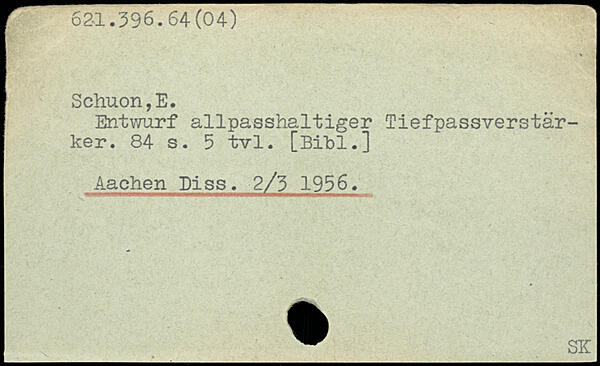 621.396.64(04)
Schuon,E.
Entwurf allpasshaltiger Tiefpassverstär-
ker. 84 s. 5 tvl. [Bibl.]
Aachen Diss. 2/3 1956.
SK